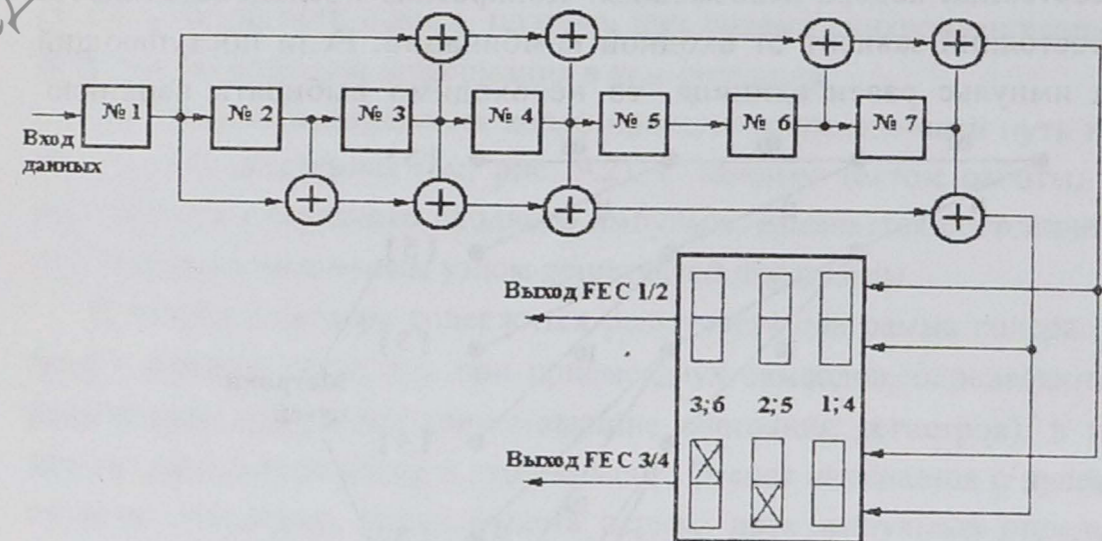 № 1 № 2 № 3 № 4 № 5 № 6 № 7
Вход
данных
Выход FEC 1/2
3;6 2;5 1;4
Выход FEC 3/4